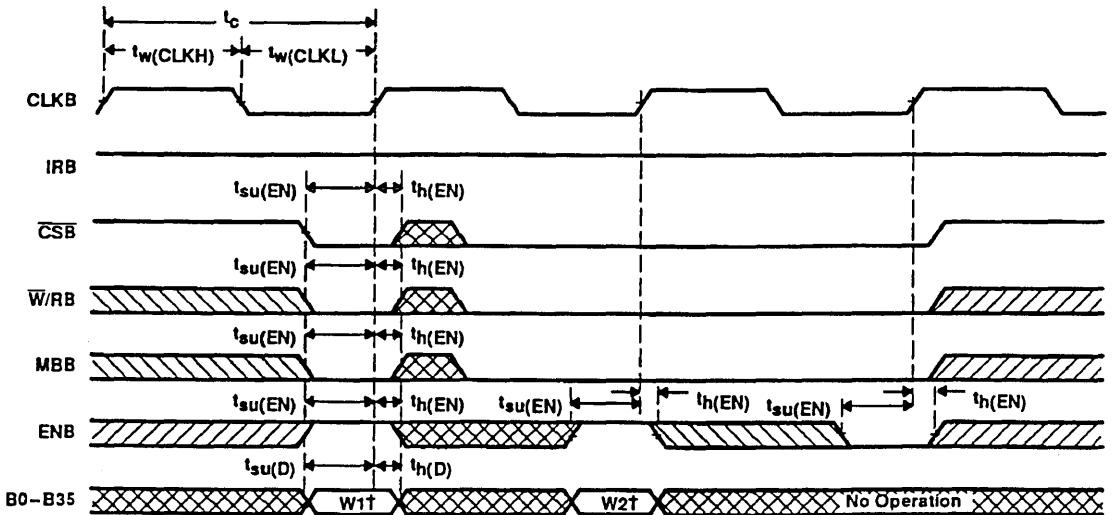 tc
tw(CLKH) tw(CLKL)
CLKB
IRB
tsu(EN) th(EN)
CSB
tsu(EN) th(EN)
W/RB
tsu(EN) th(EN)
MBB
tsu(EN) th(EN) tsu(EN) th(EN) tsu(EN) th(EN)
ENB
tsu(D) th(D)
B0–B35 W1† W2† No Operation